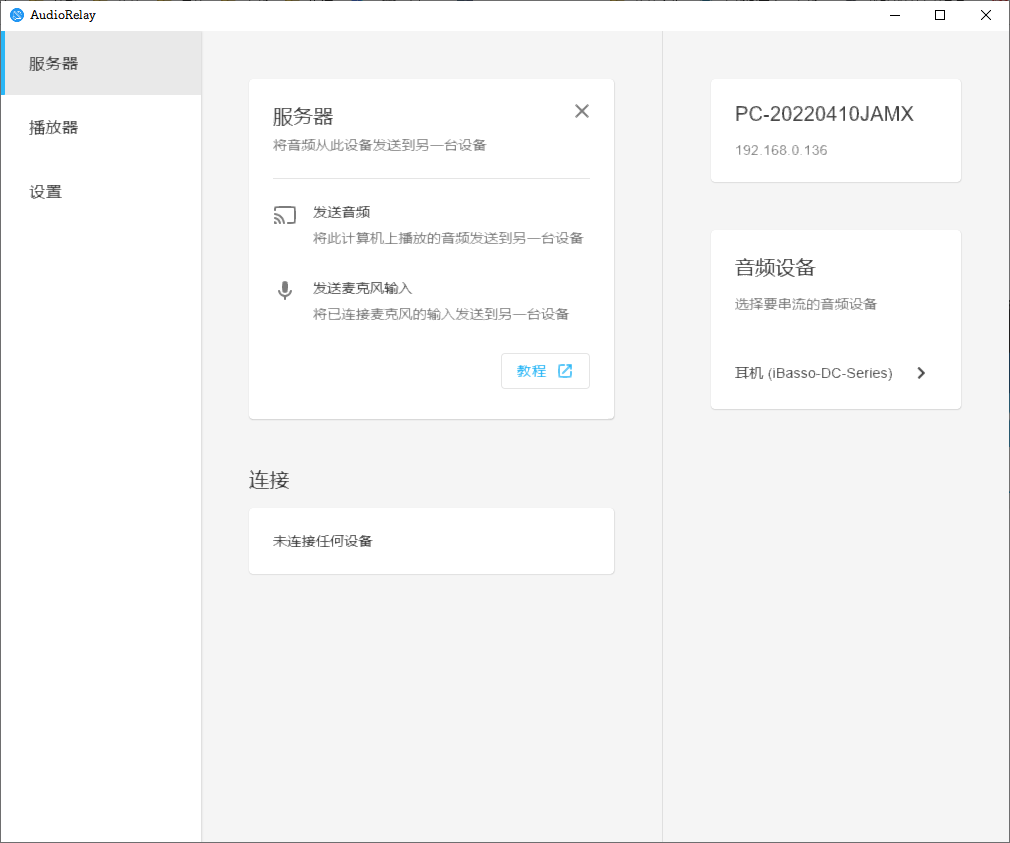 AudioRelay
服务器
播放器
设置
服务器
将音频从此设备发送到另一台设备
发送音频
将此计算机上播放的音频发送到另一台设备
发送麦克风输入
将已连接麦克风的输入发送到另一台设备
教程
连接
未连接任何设备
PC-20220410JAMX
192.168.0.136
音频设备
选择要串流的音频设备
耳机 (iBasso-DC-Series)